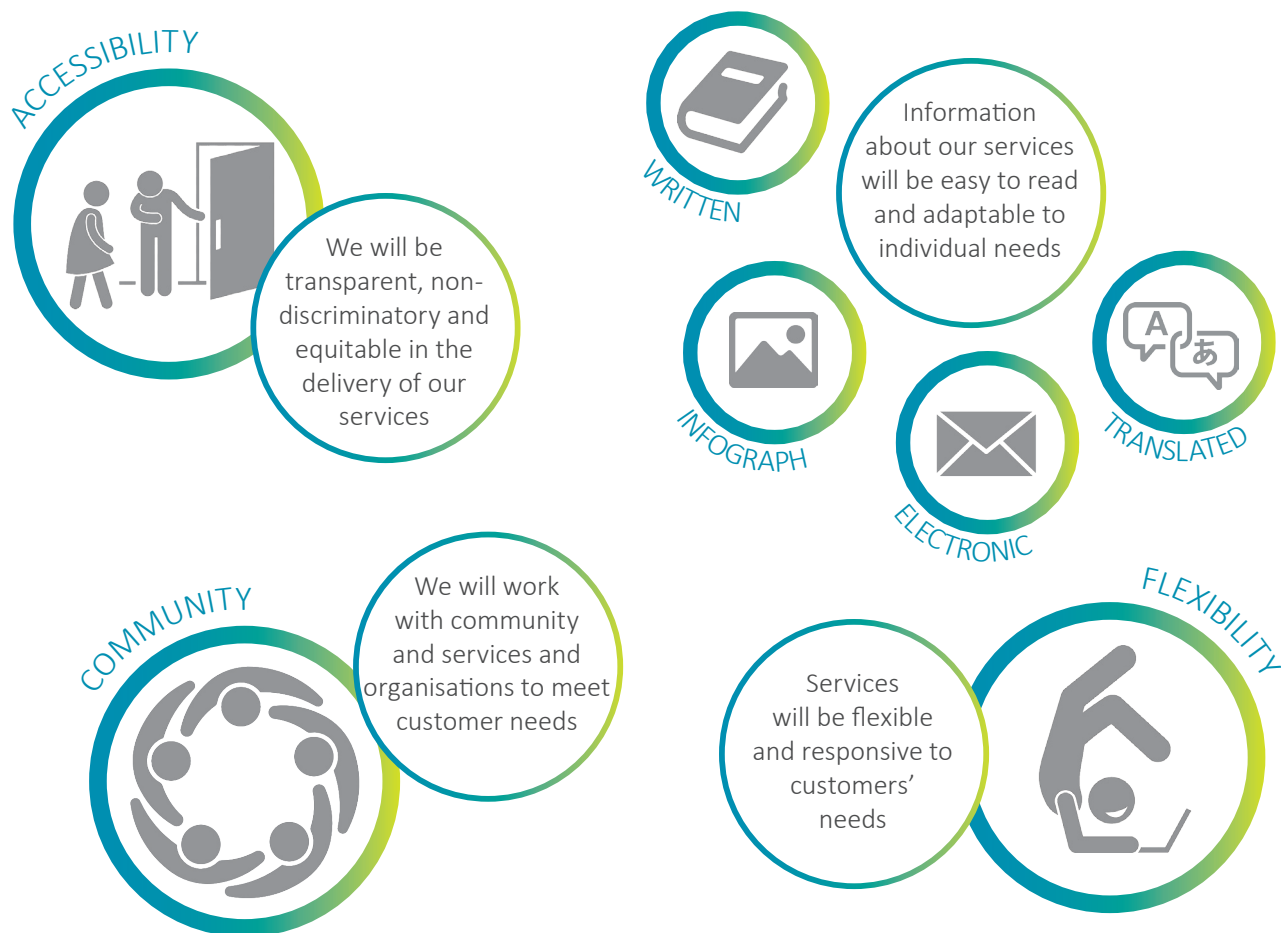 ACCESSIBILITY
We will be
transparent, non-
discriminatory and
equitable in the
delivery of our
services
WRITTEN
Information
about our services
will be easy to read
and adaptable to
individual needs
INFOGRAPH
ELECTRONIC
A
あ
TRANSLATED
COMMUNITY
We will work
with community
and services and
organisations to meet
customer needs
FLEXIBILITY
Services
will be flexible
and responsive to
customers’
needs